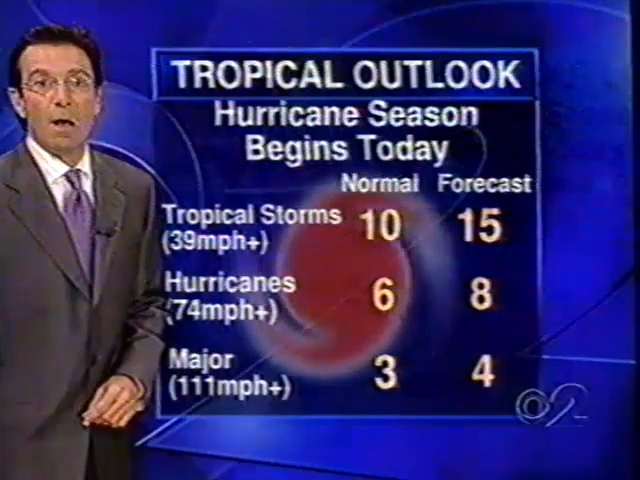 TROPICAL OUTLOOK
Hurricane Season
Begins Today
Normal Forecast
Tropical Storms 10 15
(39mph+)
Hurricanes 6 8
(74mph+)
Major 3 4
(111mph+)
2